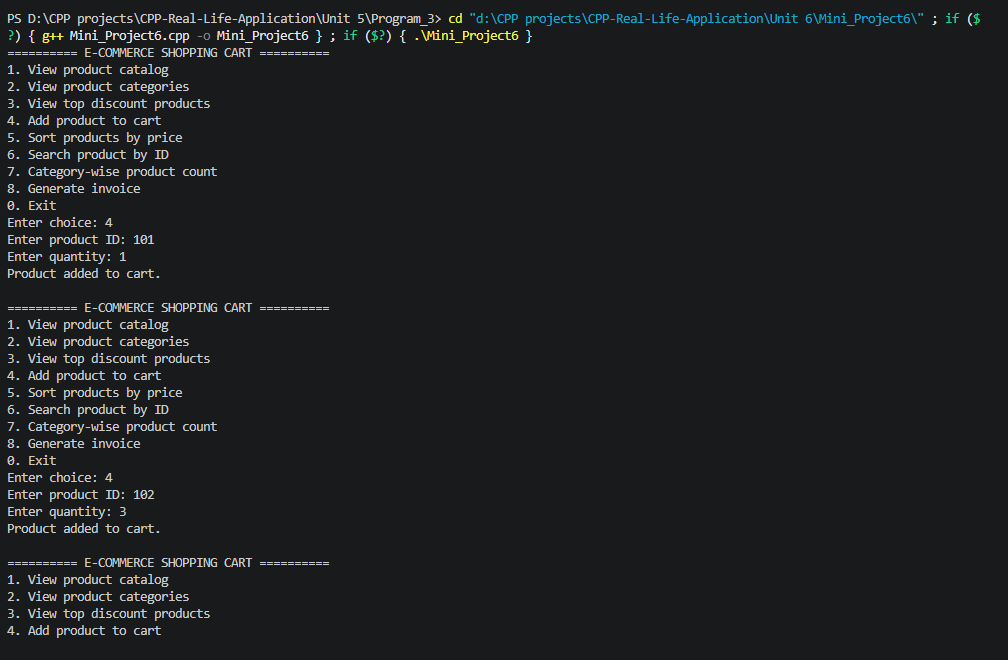 PS D:\CPP projects\CPP-Real-Life-Application\Unit 5\Program_3> cd "d:\CPP projects\CPP-Real-Life-Application\Unit 6\Mini_Project6\" ; if ($
?) { g++ Mini_Project6.cpp -o Mini_Project6 } ; if ($?) { .\Mini_Project6 }
========== E-COMMERCE SHOPPING CART ==========
1. View product catalog
2. View product categories
3. View top discount products
4. Add product to cart
5. Sort products by price
6. Search product by ID
7. Category-wise product count
8. Generate invoice
0. Exit
Enter choice: 4
Enter product ID: 101
Enter quantity: 1
Product added to cart.

========== E-COMMERCE SHOPPING CART ==========
1. View product catalog
2. View product categories
3. View top discount products
4. Add product to cart
5. Sort products by price
6. Search product by ID
7. Category-wise product count
8. Generate invoice
0. Exit
Enter choice: 4
Enter product ID: 102
Enter quantity: 3
Product added to cart.

========== E-COMMERCE SHOPPING CART ==========
1. View product catalog
2. View product categories
3. View top discount products
4. Add product to cart